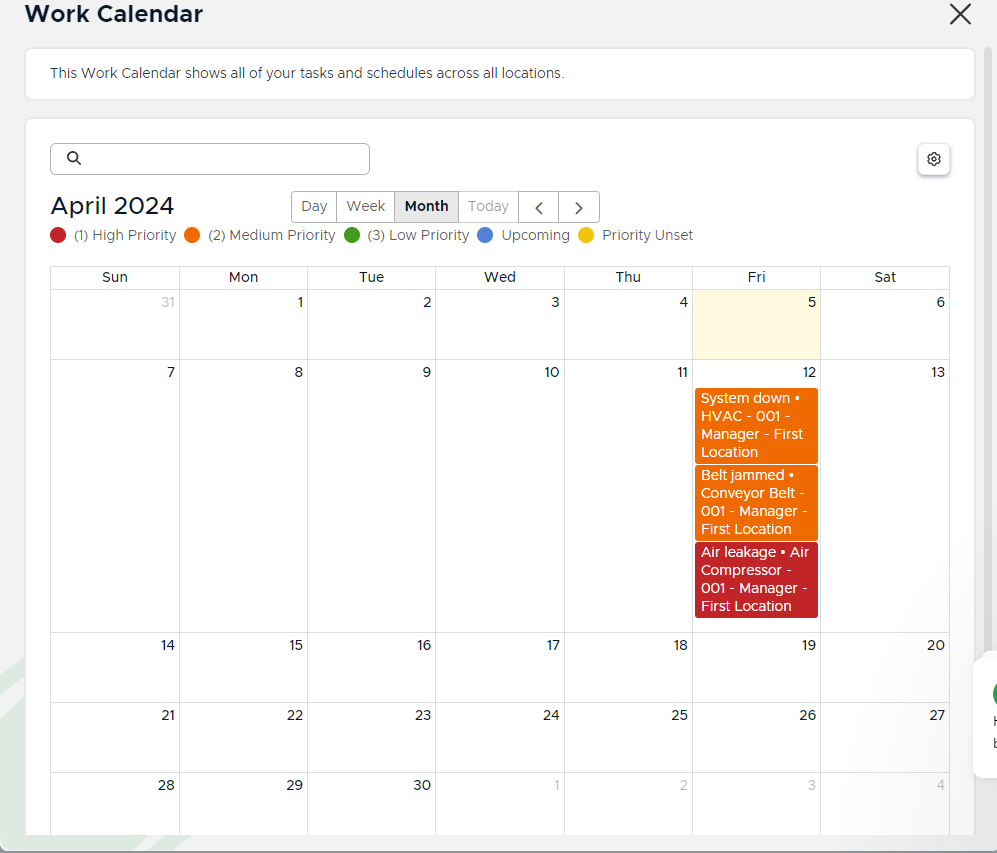 Work Calendar
This Work Calendar shows all of your tasks and schedules across all locations.
April 2024 Day Week Month Today
(1) High Priority (2) Medium Priority (3) Low Priority Upcoming Priority Unset
Sun Mon Tue Wed Thu Fri Sat
31 1 2 3 4 5 6
7 8 9 10 11 12 13
System down •
HVAC - 001 -
Manager - First
Location
Belt jammed •
Conveyor Belt -
001 - Manager -
First Location
Air leakage • Air
Compressor -
001 - Manager -
First Location
14 15 16 17 18 19 20
21 22 23 24 25 26 27
28 29 30 1 2 3 4